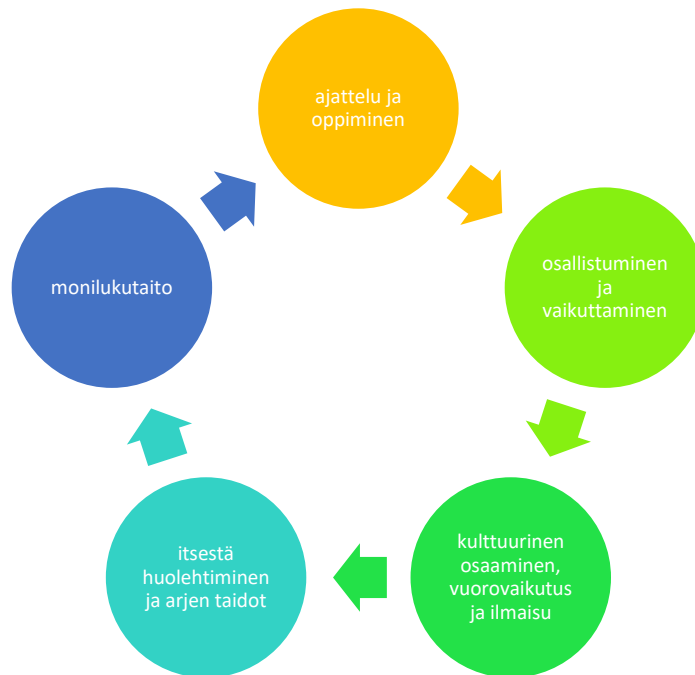 ajattelu ja
oppiminen
osallistuminen
ja
vaikuttaminen
kulttuurinen
osaaminen,
vuorovaikutus
ja ilmaisu
itsestä
huolehtiminen
ja arjen taidot
monilukutaito